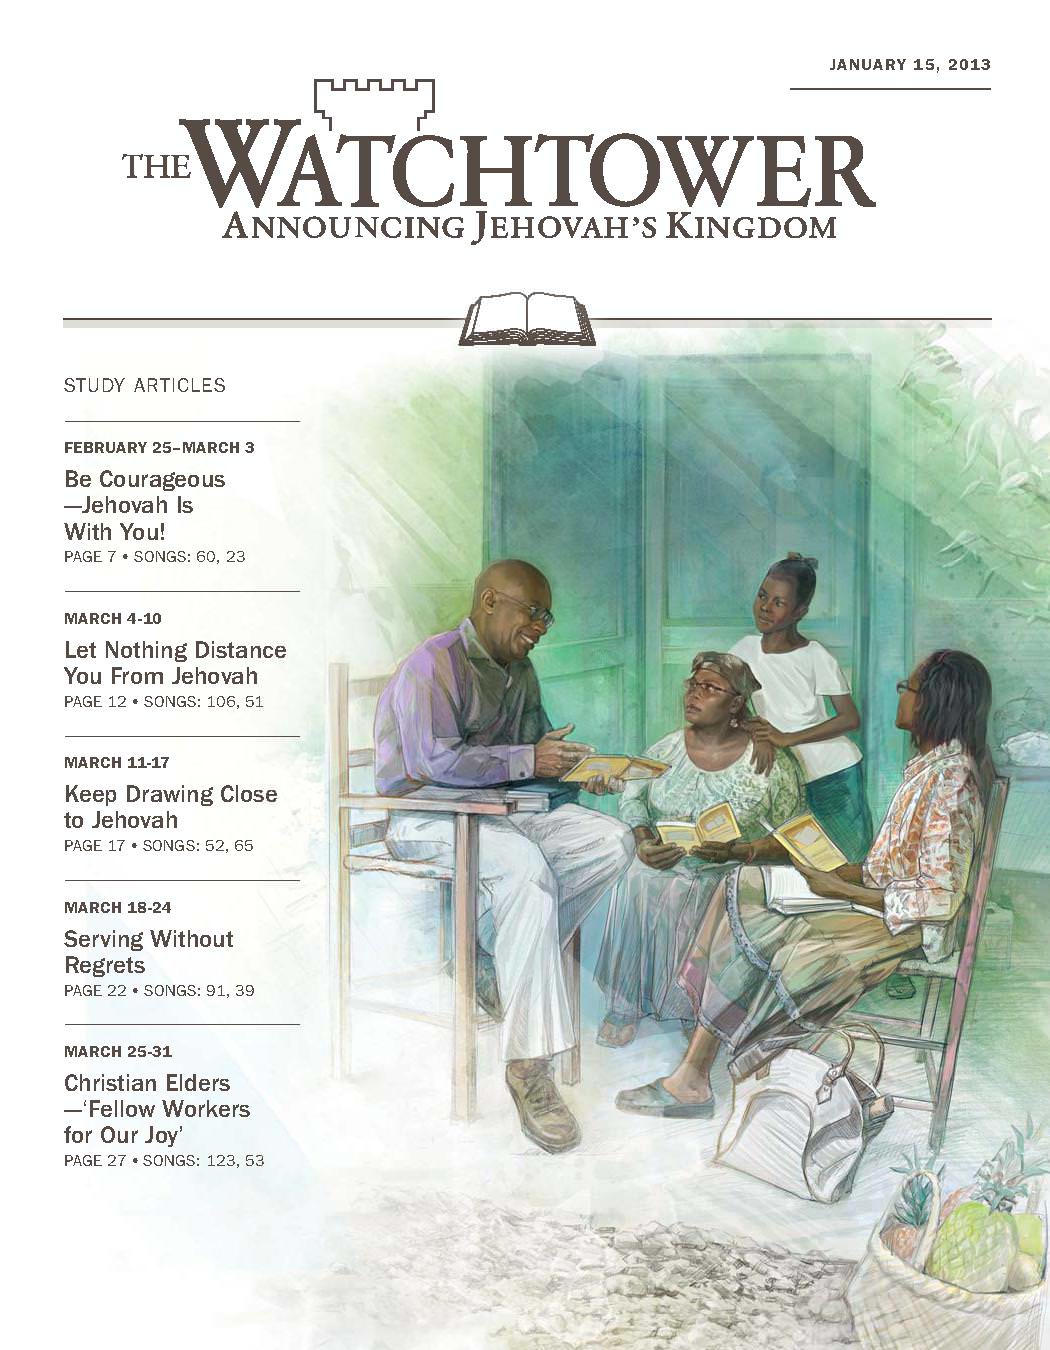 JANUARY 15, 2013
THE WATCHTOWER
ANNOUNCING JEHOVAH’S KINGDOM
STUDY ARTICLES
FEBRUARY 25–MARCH 3
Be Courageous
—Jehovah Is
With You!
PAGE 7 • SONGS: 60, 23
MARCH 4-10
Let Nothing Distance
You From Jehovah
PAGE 12 • SONGS: 106, 51
MARCH 11-17
Keep Drawing Close
to Jehovah
PAGE 17 • SONGS: 52, 65
MARCH 18-24
Serving Without
Regrets
PAGE 22 • SONGS: 91, 39
MARCH 25-31
Christian Elders
—‘Fellow Workers
for Our Joy’
PAGE 27 • SONGS: 123, 53